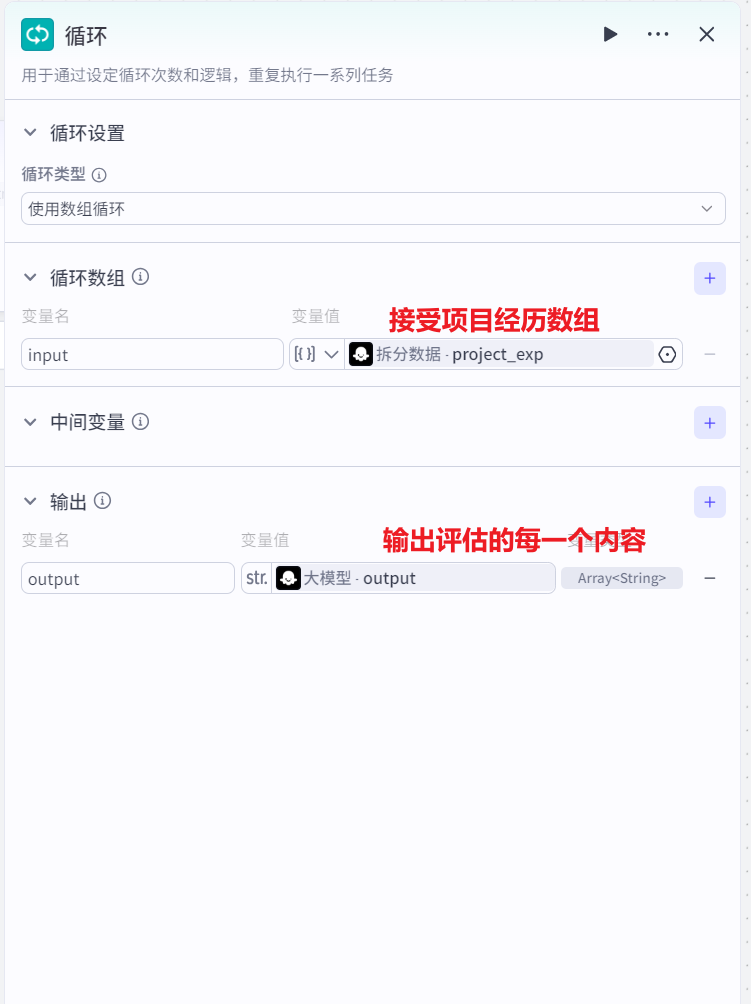 循环
用于通过设定循环次数和逻辑，重复执行一系列任务
循环设置
循环类型
使用数组循环
循环数组
变量名 变量值 接受项目经历数组
input [{}] 拆分数据 · project_exp
中间变量
输出
变量名 变量值 输出评估的每一个内容
output str. 大模型 · output Array<String>